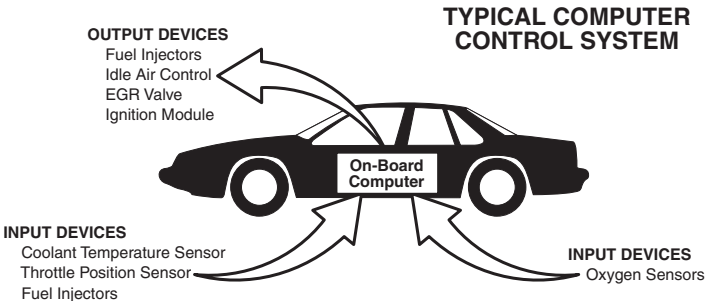 TYPICAL COMPUTER
CONTROL SYSTEM
OUTPUT DEVICES
Fuel Injectors
Idle Air Control
EGR Valve
Ignition Module
On-Board
Computer
INPUT DEVICES
Coolant Temperature Sensor
Throttle Position Sensor
Fuel Injectors
INPUT DEVICES
Oxygen Sensors